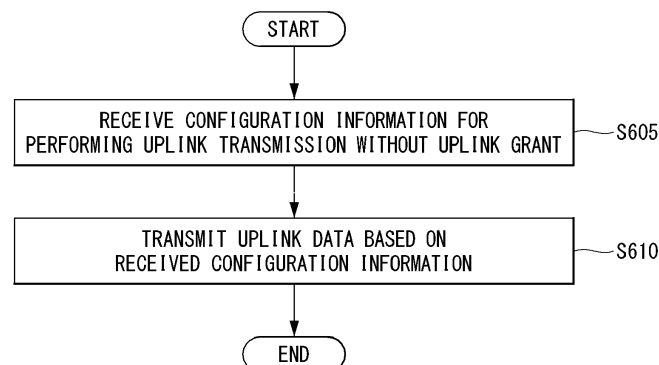 START
RECEIVE CONFIGURATION INFORMATION FOR
PERFORMING UPLINK TRANSMISSION WITHOUT UPLINK GRANT
S605
TRANSMIT UPLINK DATA BASED ON
RECEIVED CONFIGURATION INFORMATION
S610
END